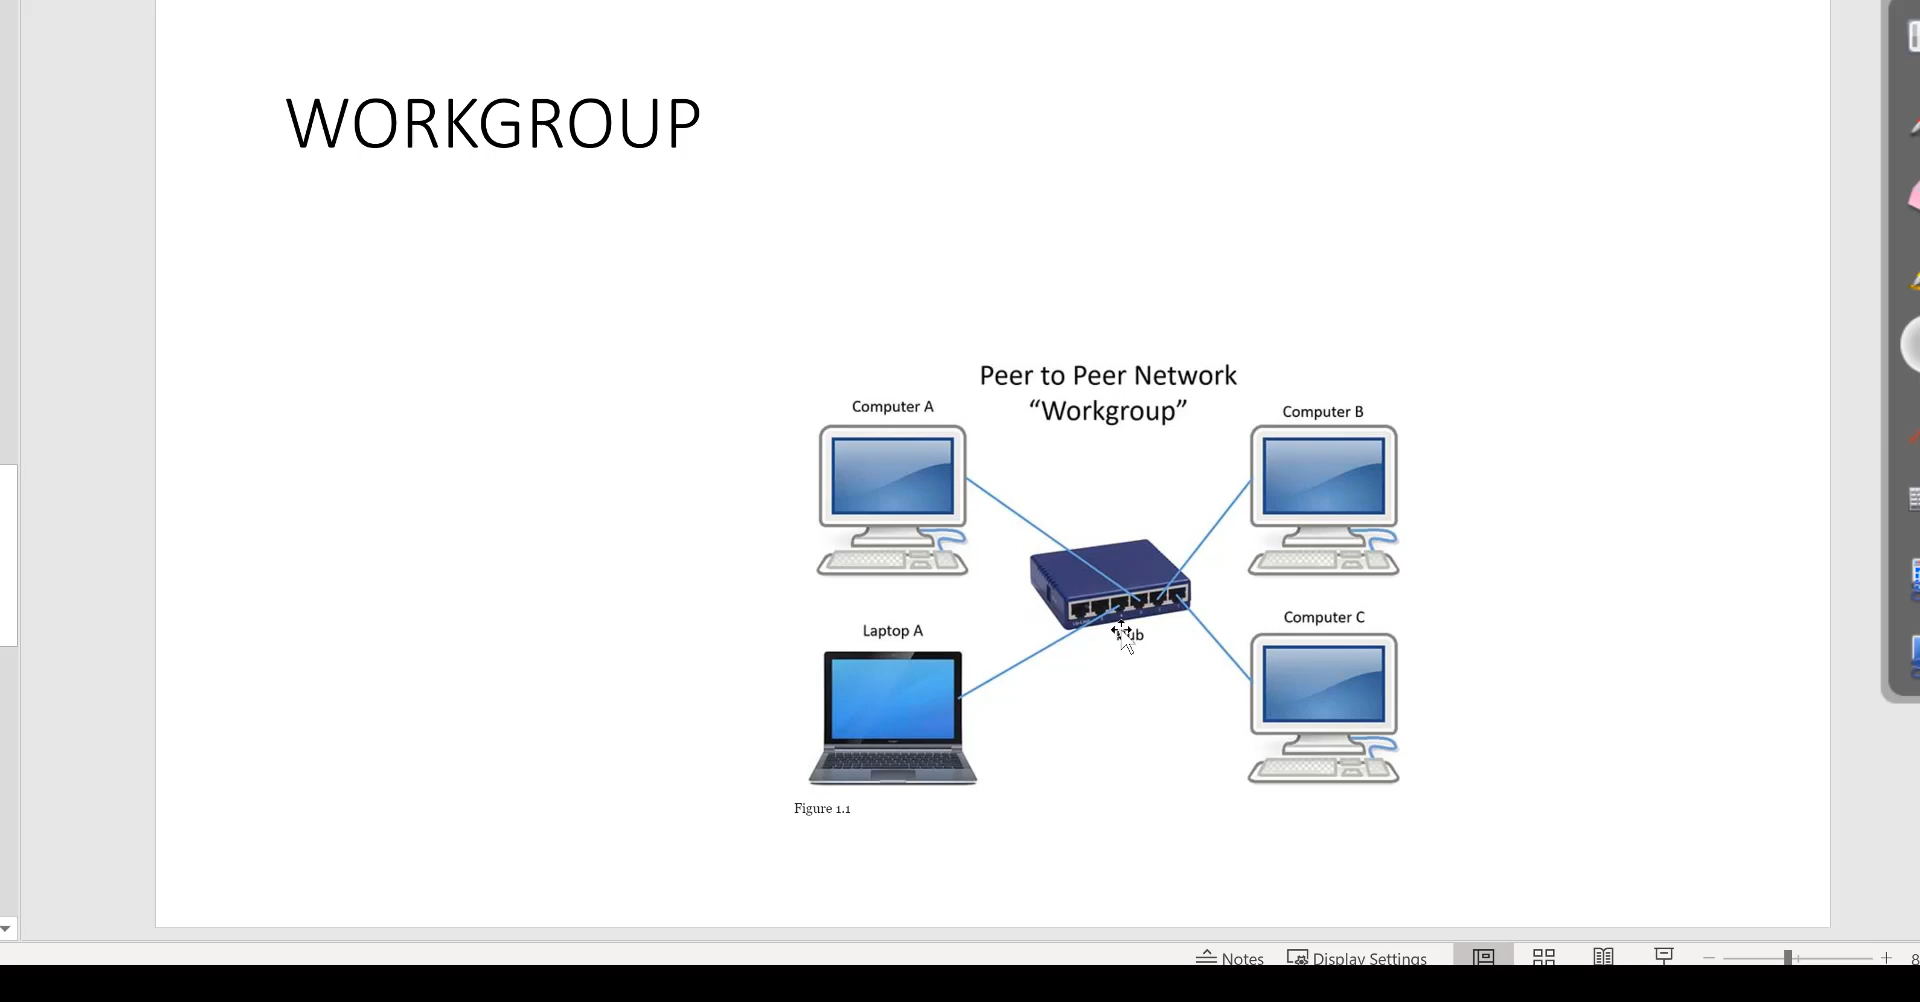 WORKGROUP
Peer to Peer Network
“Workgroup”
Computer A
Computer B
Laptop A
Computer C
Figure 1.1
Notes
Display Settings